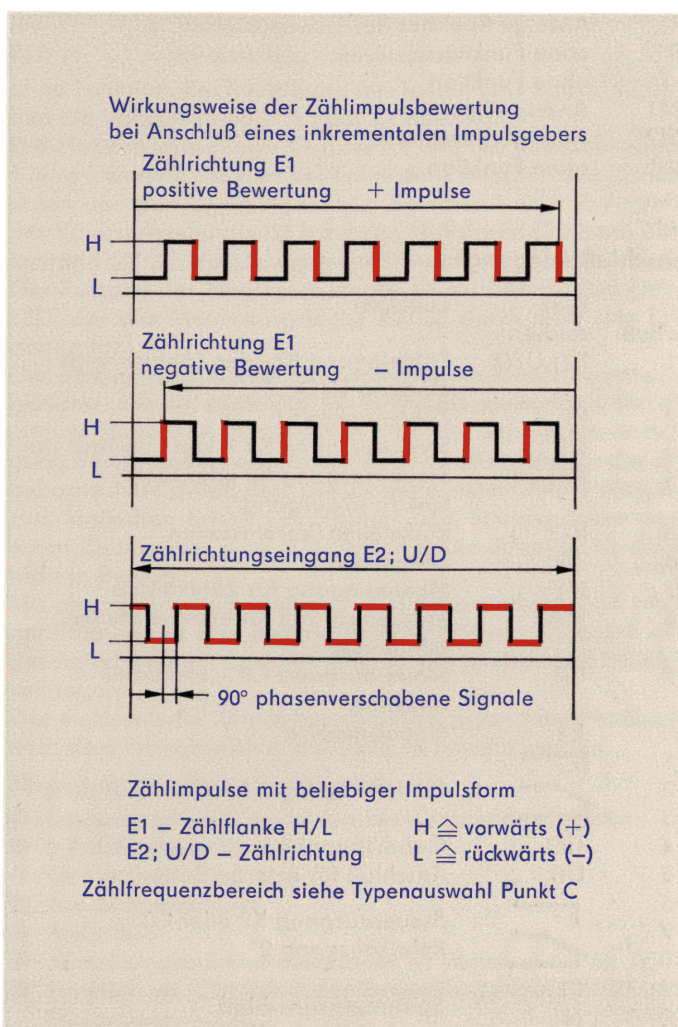 Wirkungsweise der Zählimpulsbewertung
bei Anschluß eines inkrementalen Impulsgebers
Zählrichtung E1
positive Bewertung + Impulse
H
L
Zählrichtung E1
negative Bewertung – Impulse
H
L
Zählrichtungseingang E2; U/D
H
L
90° phasenverschobene Signale
Zählimpulse mit beliebiger Impulsform
E1 – Zählflanke H/L H ≙ vorwärts (+)
E2; U/D – Zählrichtung L ≙ rückwärts (–)
Zählfrequenzbereich siehe Typenauswahl Punkt C